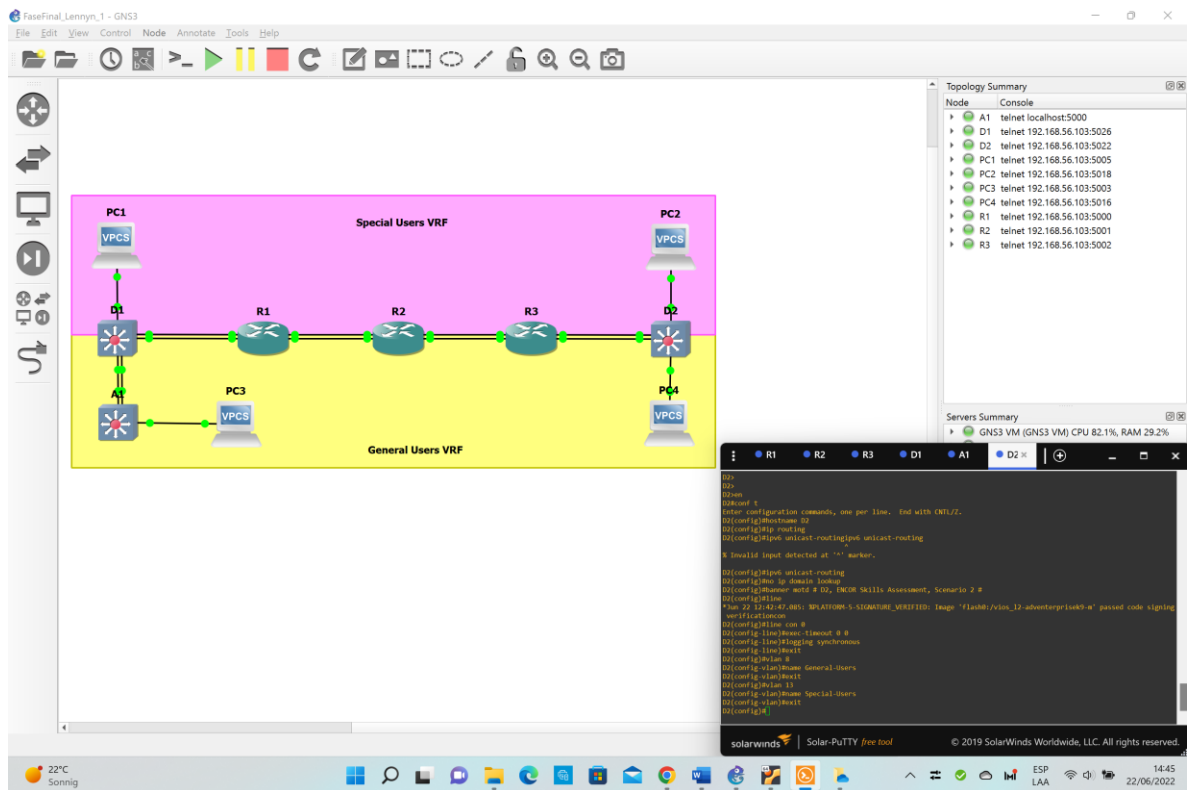 FaseFinal_Lennyn_1 - GNS3
File Edit View Control Node Annotate Tools Help
Topology Summary
Node Console
A1 telnet localhost:5000
D1 telnet 192.168.56.103:5026
D2 telnet 192.168.56.103:5022
PC1 telnet 192.168.56.103:5005
PC2 telnet 192.168.56.103:5018
PC3 telnet 192.168.56.103:5003
PC4 telnet 192.168.56.103:5016
R1 telnet 192.168.56.103:5000
R2 telnet 192.168.56.103:5001
R3 telnet 192.168.56.103:5002
PC1
Special Users VRF
PC2
VPCS
VPCS
D1
R1
R2
R3
D2
A1
PC3
PC4
VPCS
VPCS
General Users VRF
Servers Summary
GNS3 VM (GNS3 VM) CPU 82.1%, RAM 29.2%
R1 R2 R3 D1 A1 D2
D2>
D2>
D2>en
D2#conf t
Enter configuration commands, one per line. End with CNTL/Z.
D2(config)#hostname D2
D2(config)#ip routing
D2(config)#ipv6 unicast-routingipv6 unicast-routing
^
% Invalid input detected at '^' marker.
D2(config)#ipv6 unicast-routing
D2(config)#no ip domain lookup
D2(config)#banner motd # D2, ENCOR Skills Assessment, Scenario 2 #
D2(config)#line
*Jun 22 12:42:47.085: %PLATFORM-5-SIGNATURE_VERIFIED: Image 'flash0:/vios_l2-adventerprisek9-m' passed code signing
verificationcon
D2(config)#line con 0
D2(config-line)#exec-timeout 0 0
D2(config-line)#logging synchronous
D2(config-line)#exit
D2(config)#vlan 8
D2(config-vlan)#name General-Users
D2(config-vlan)#exit
D2(config)#vlan 13
D2(config-vlan)#name Special-Users
D2(config-vlan)#exit
D2(config)#
solarwinds Solar-PuTTY free tool © 2019 SolarWinds Worldwide, LLC. All rights reserved.
22°C
Sonnig
ESP
LAA
14:45
22/06/2022